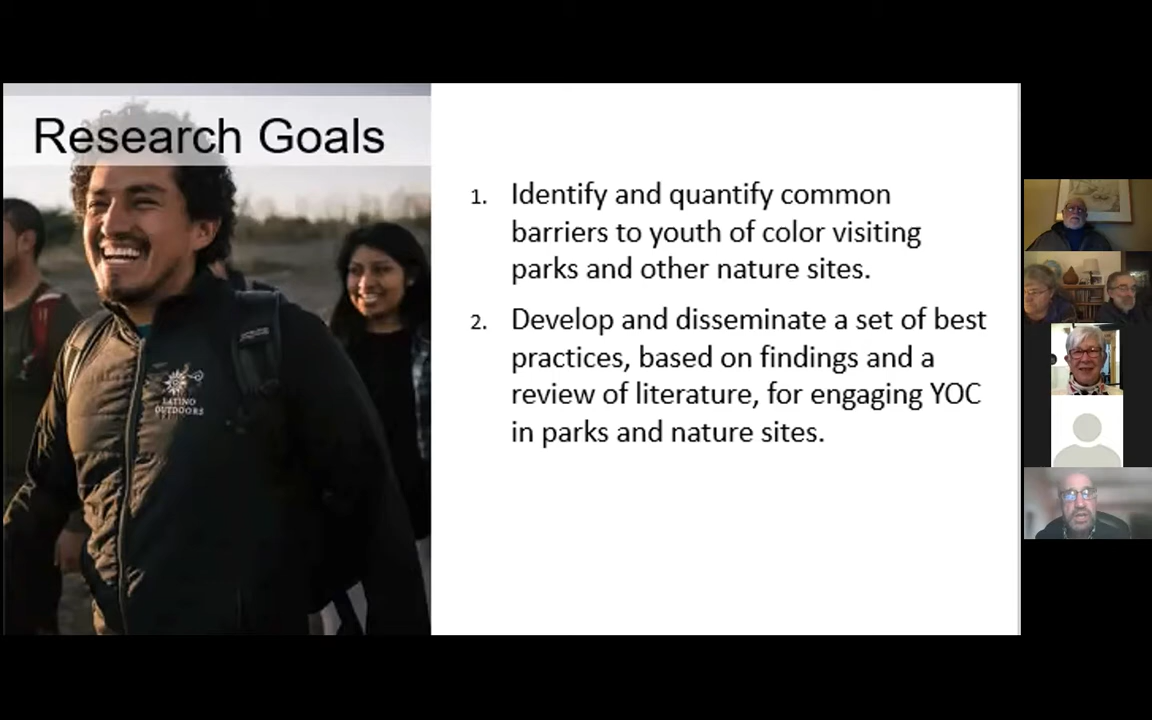 Research Goals
1. Identify and quantify common
barriers to youth of color visiting
parks and other nature sites.
2. Develop and disseminate a set of best
practices, based on findings and a
review of literature, for engaging YOC
in parks and nature sites.
LATINO
OUTDOORS